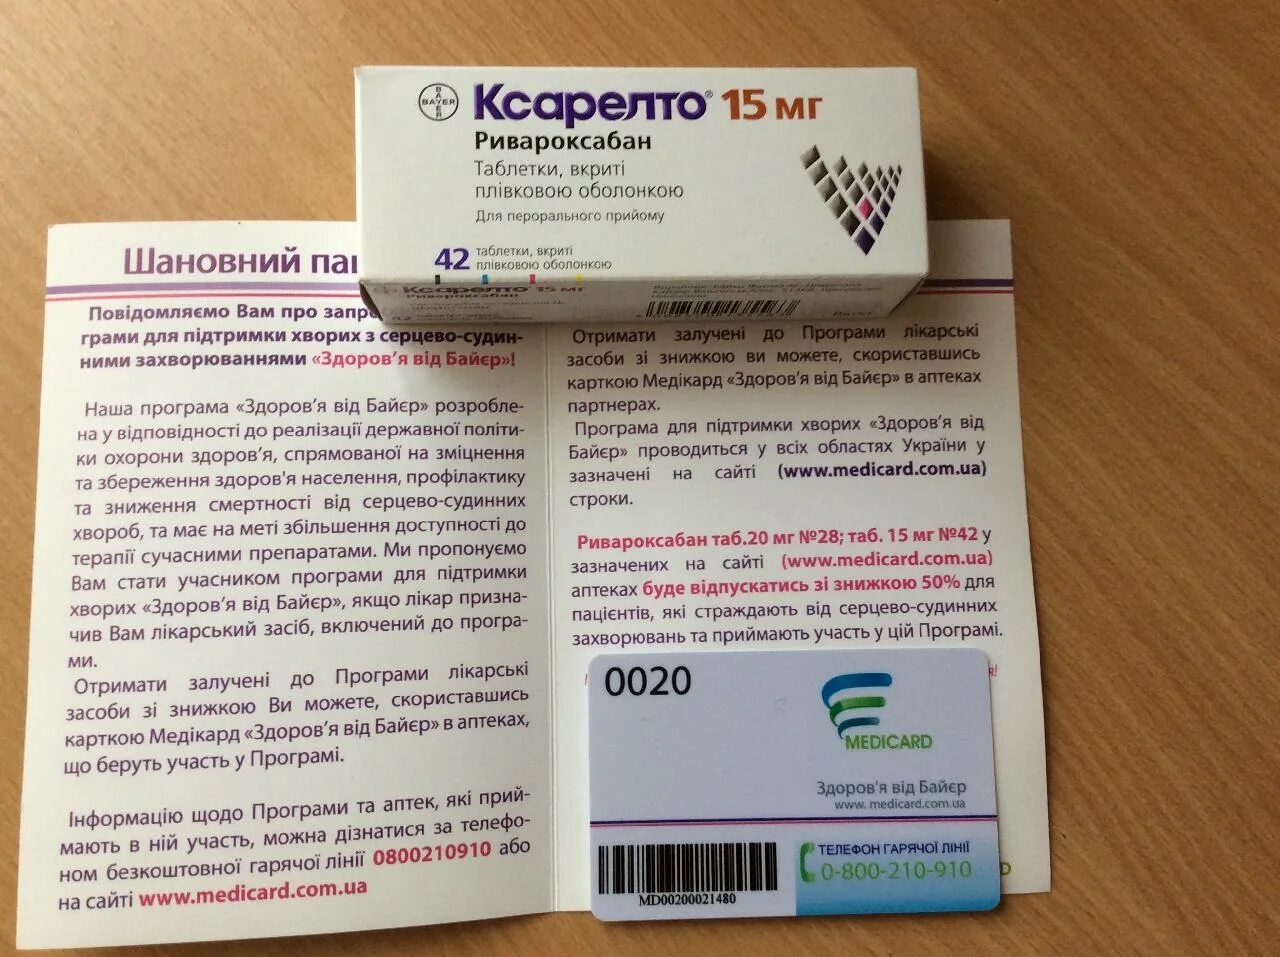 BAYER
Ксарелто® 15 мг
Ривароксабан
Таблетки, вкриті
плівковою оболонкою
Для перорального прийому
42 таблетки, вкриті
плівковою оболонкою
Ксарелто® 15 мг
Ривароксабан
42
Шановний
Повідомляємо Вам про
грами для підтримки хворих з серцево-судин-
ними захворюваннями «Здоров’я від Байєр»!
Наша програма «Здоров’я від Байєр» розробле-
на у відповідності до реалізації державної політи-
ки охорони здоров’я, спрямованої на зміцнення
та збереження здоров'я населення, профілактику
та зниження смертності від серцево-судинних
хвороб, та має на меті збільшення доступності до
терапії сучасними препаратами. Ми пропонуємо
Вам стати учасником програми для підтримки
хворих «Здоров’я від Байєр», якщо лікар призна-
чив Вам лікарський засіб, включений до програ-
ми.
Отримати залучені до Програми лікарські
засоби зі знижкою Ви можете, скориставшись
карткою Медікард «Здоров’я від Байєр» в аптеках,
що беруть участь у Програмі.
Інформацію щодо Програми та аптек, які прий-
мають в ній участь, можна дізнатися за телефо-
ном безкоштовної гарячої лінії 0800210910 або
на сайті www.medicard.com.ua
Отримати залучені до Програми лікарські
засоби зі знижкою ви можете, скориставшись
карткою Медікард «Здоров’я від Байєр» в аптеках
партнерах.
Програма для підтримки хворих «Здоров’я від
Байєр» проводиться у всіх областях України у
зазначені на сайті (www.medicard.com.ua)
строки.
Ривароксабан таб.20 мг №28; таб. 15 мг №42 у
зазначених на сайті (www.medicard.com.ua)
аптеках буде відпускатись зі знижкою 50% для
пацієнтів, які страждають від серцево-судинних
захворювань та приймають участь у цій Програмі.
0020
MEDICARD
Здоров'я від Байєр
www. medicard.com.ua
ТЕЛЕФОН ГАРЯЧОЇ ЛІНІЇ
0-800-210-910
MD00200021480